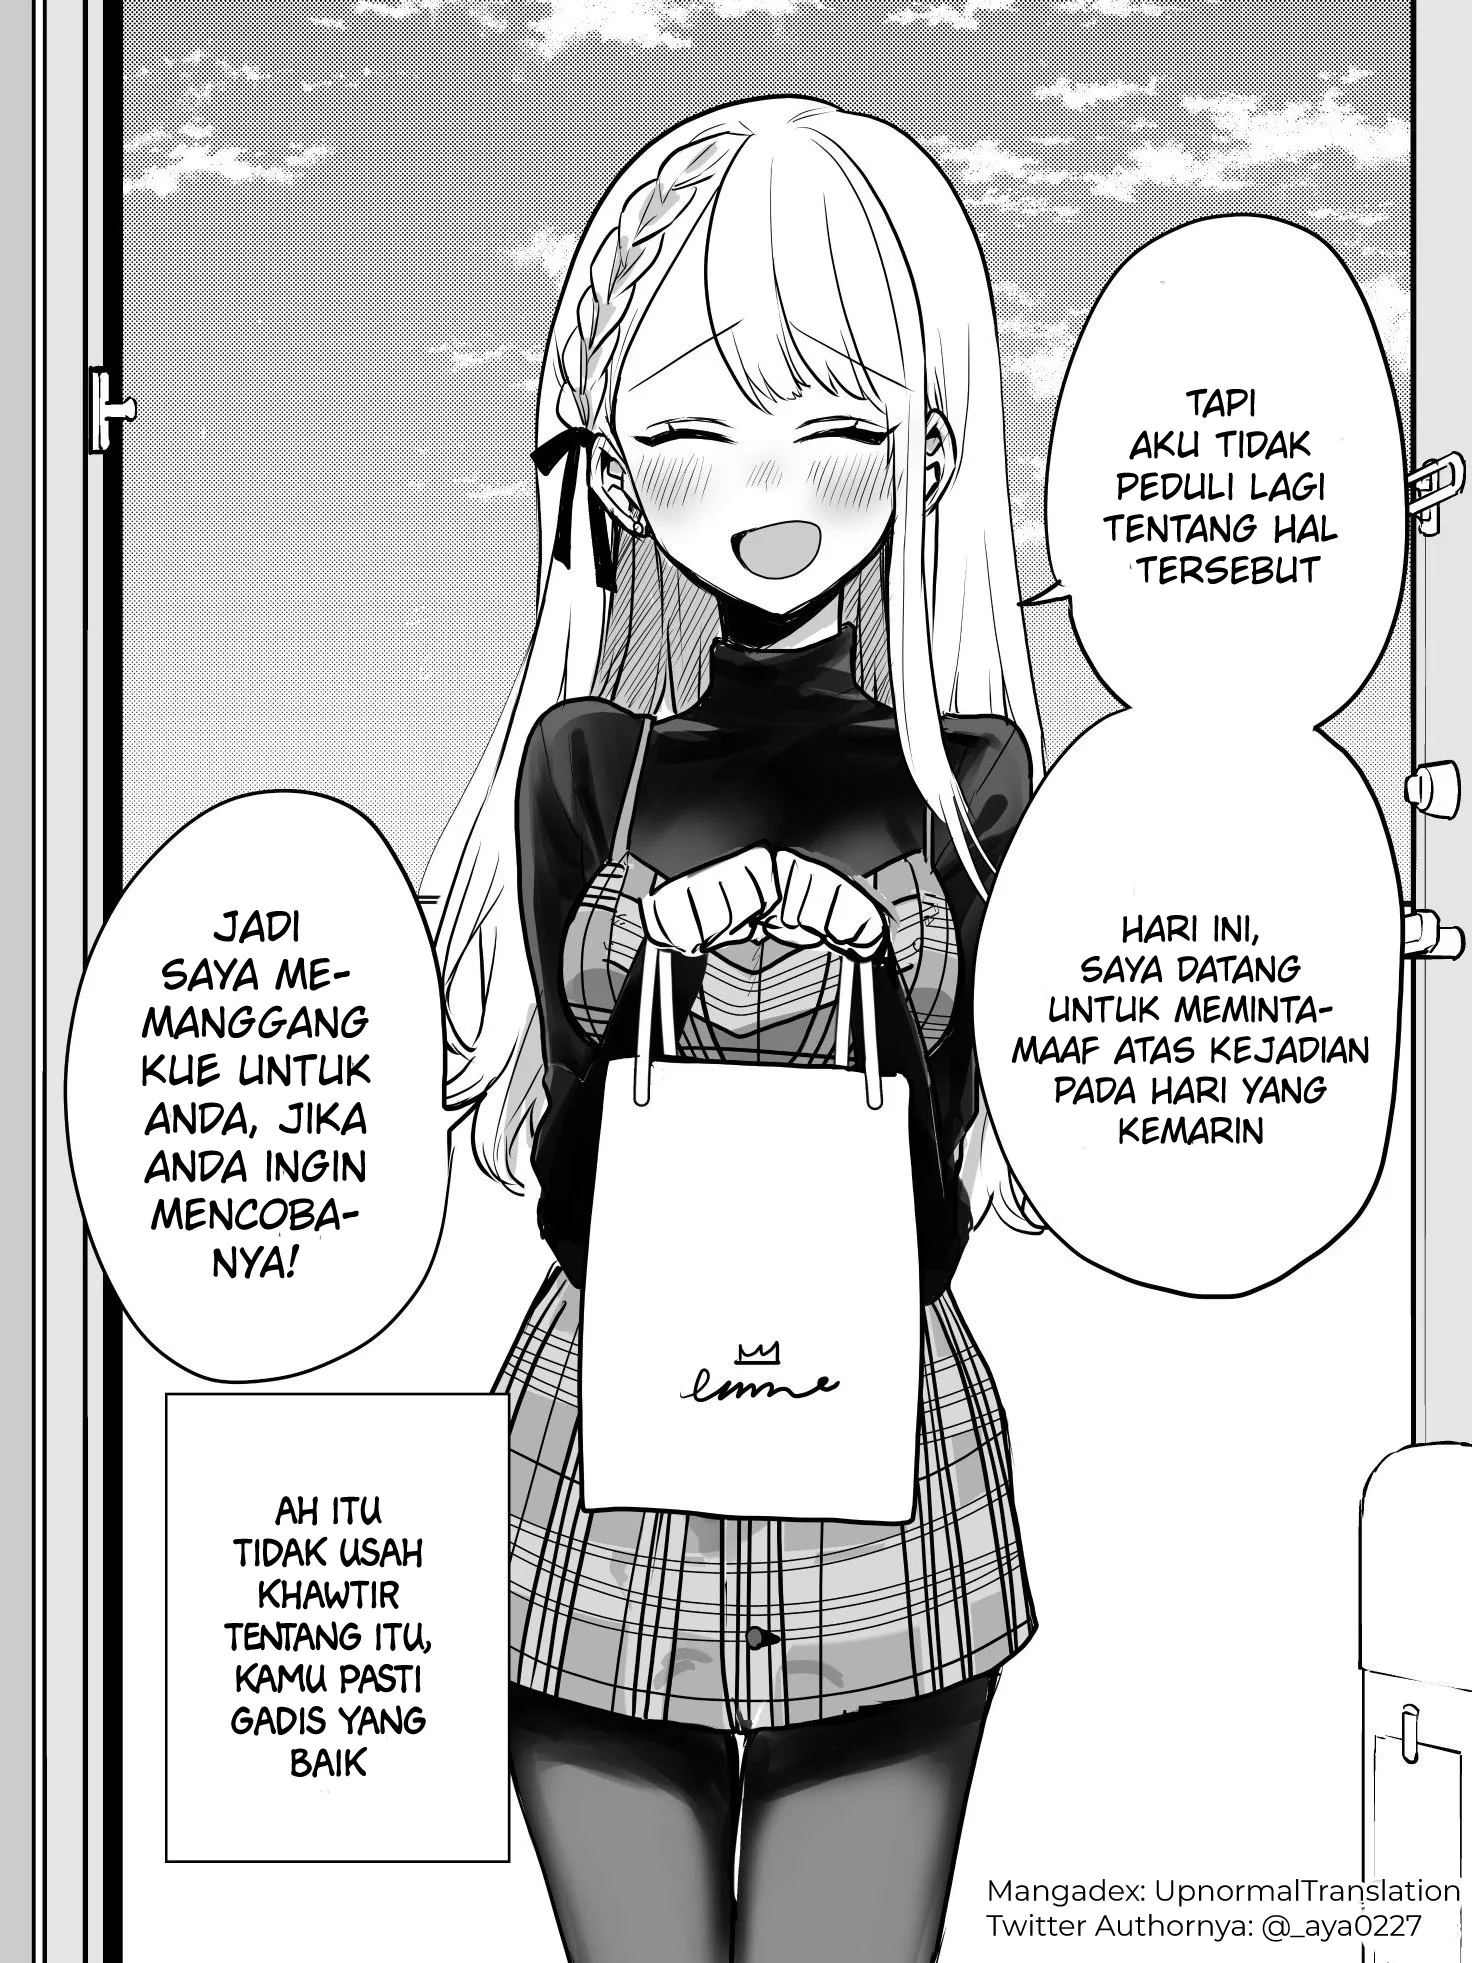 TAPI
AKU TIDAK
PEDULI LAGI
TENTANG HAL
TERSEBUT
HARI INI,
SAYA DATANG
UNTUK MEMINTA-
MAAF ATAS KEJADIAN
PADA HARI YANG
KEMARIN
JADI
SAYA ME-
MANGGANG
KUE UNTUK
ANDA, JIKA
ANDA INGIN
MENCOBA-
NYA!
AH ITU
TIDAK USAH
KHAWTIR
TENTANG ITU,
KAMU PASTI
GADIS YANG
BAIK
Mangadex: UpnormalTranslation
Twitter Authornya: @_aya0227